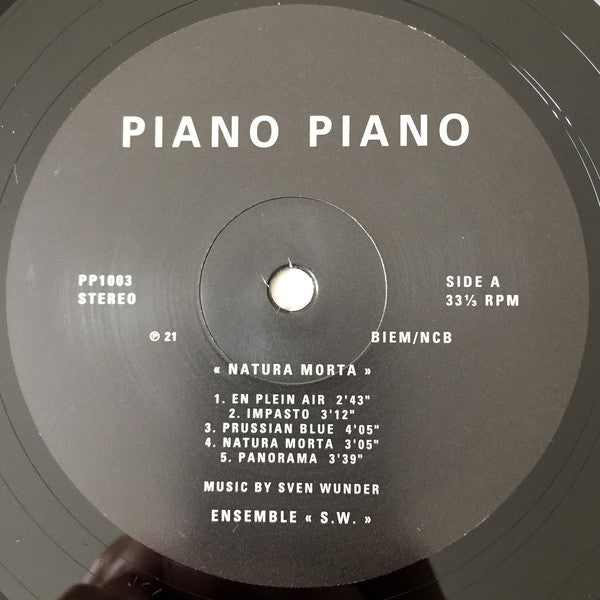 PIANO PIANO
PP1003
STEREO
SIDE A
33⅓ RPM
℗ 21
BIEM/NCB
« NATURA MORTA »
1. EN PLEIN AIR 2'43"
2. IMPASTO 3'12"
3. PRUSSIAN BLUE 4'05"
4. NATURA MORTA 3'05"
5. PANORAMA 3'39"
MUSIC BY SVEN WUNDER
ENSEMBLE « S.W. »